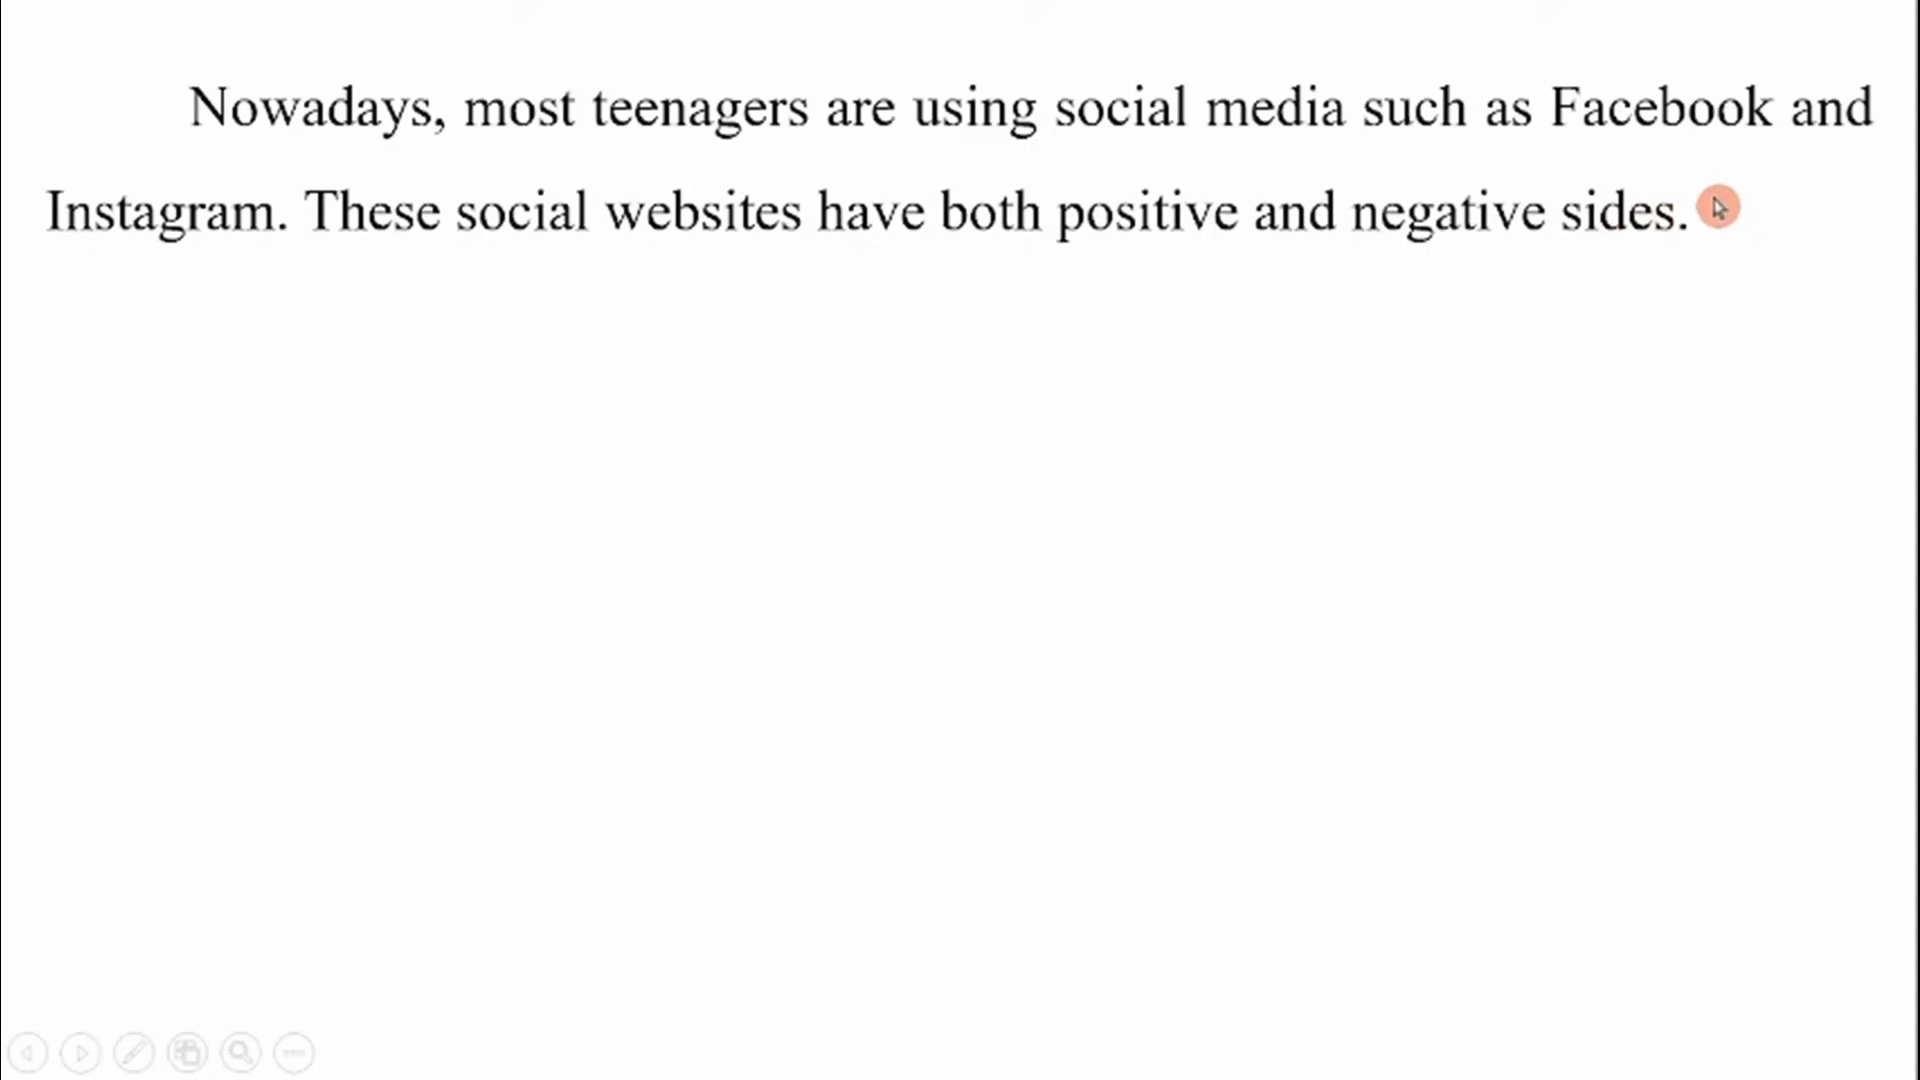 Nowadays, most teenagers are using social media such as Facebook and
Instagram. These social websites have both positive and negative sides.